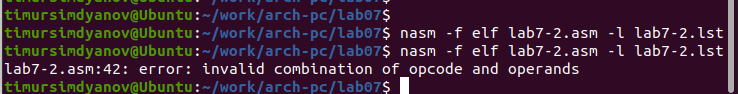 timursimdyanov@Ubuntu:~/work/arch-pc/lab07$
timursimdyanov@Ubuntu:~/work/arch-pc/lab07$ nasm -f elf lab7-2.asm -l lab7-2.lst
timursimdyanov@Ubuntu:~/work/arch-pc/lab07$ nasm -f elf lab7-2.asm -l lab7-2.lst
lab7-2.asm:42: error: invalid combination of opcode and operands
timursimdyanov@Ubuntu:~/work/arch-pc/lab07$